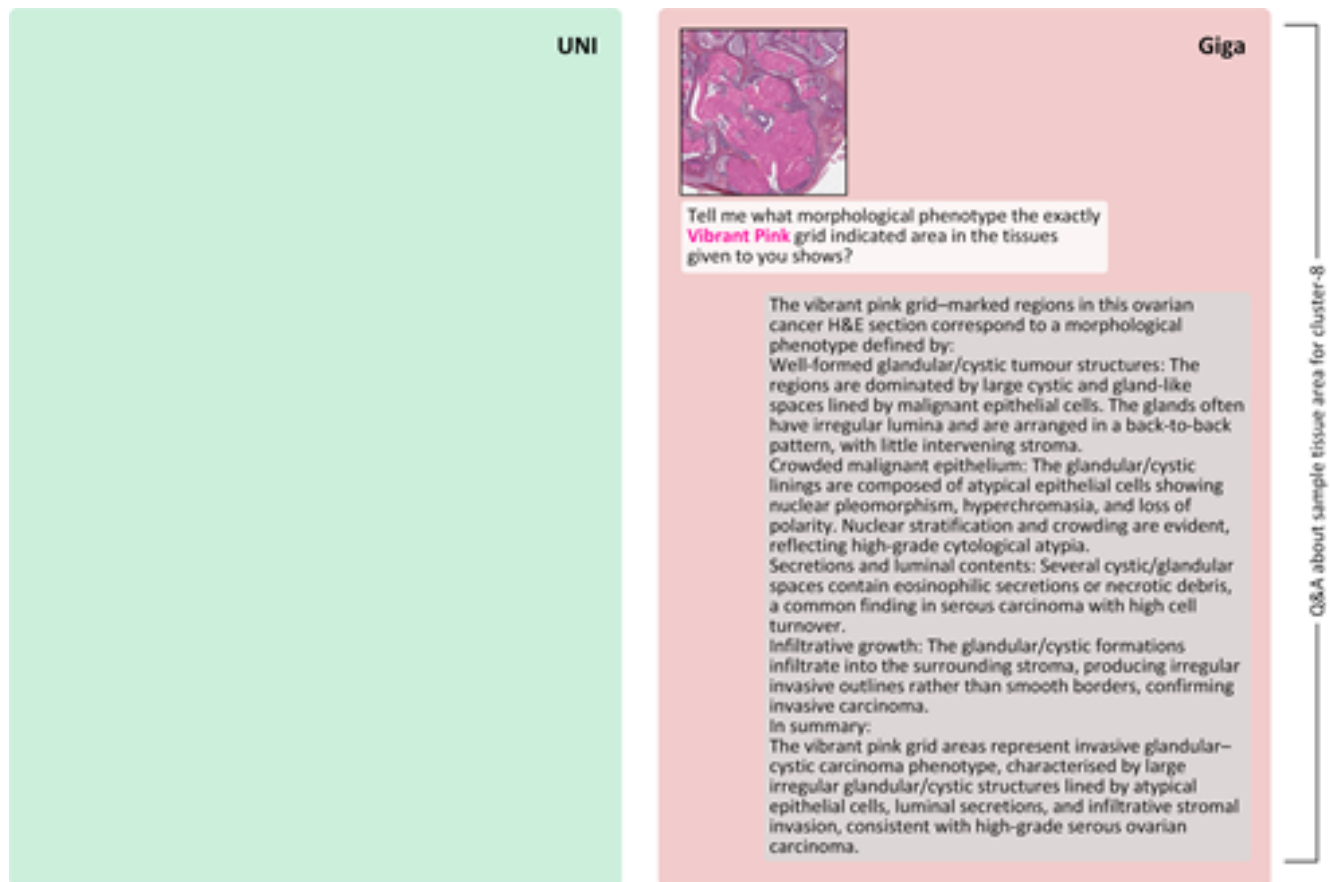 UNI
Giga
Tell me what morphological phenotype the exactly
Vibrant Pink grid indicated area in the tissues
given to you shows?
The vibrant pink grid–marked regions in this ovarian
cancer H&E section correspond to a morphological
phenotype defined by:
Well-formed glandular/cystic tumour structures: The
regions are dominated by large cystic and gland-like
spaces lined by malignant epithelial cells. The glands often
have irregular lumina and are arranged in a back-to-back
pattern, with little intervening stroma.
Crowded malignant epithelium: The glandular/cystic
linings are composed of atypical epithelial cells showing
nuclear pleomorphism, hyperchromasia, and loss of
polarity. Nuclear stratification and crowding are evident,
reflecting high-grade cytological atypia.
Secretions and luminal contents: Several cystic/glandular
spaces contain eosinophilic secretions or necrotic debris,
a common finding in serous carcinoma with high cell
turnover.
Infiltrative growth: The glandular/cystic formations
infiltrate into the surrounding stroma, producing irregular
invasive outlines rather than smooth borders, confirming
invasive carcinoma.
In summary:
The vibrant pink grid areas represent invasive glandular–
cystic carcinoma phenotype, characterised by large
irregular glandular/cystic structures lined by atypical
epithelial cells, luminal secretions, and infiltrative stromal
invasion, consistent with high-grade serous ovarian
carcinoma.
Q&A about sample tissue area for cluster-8